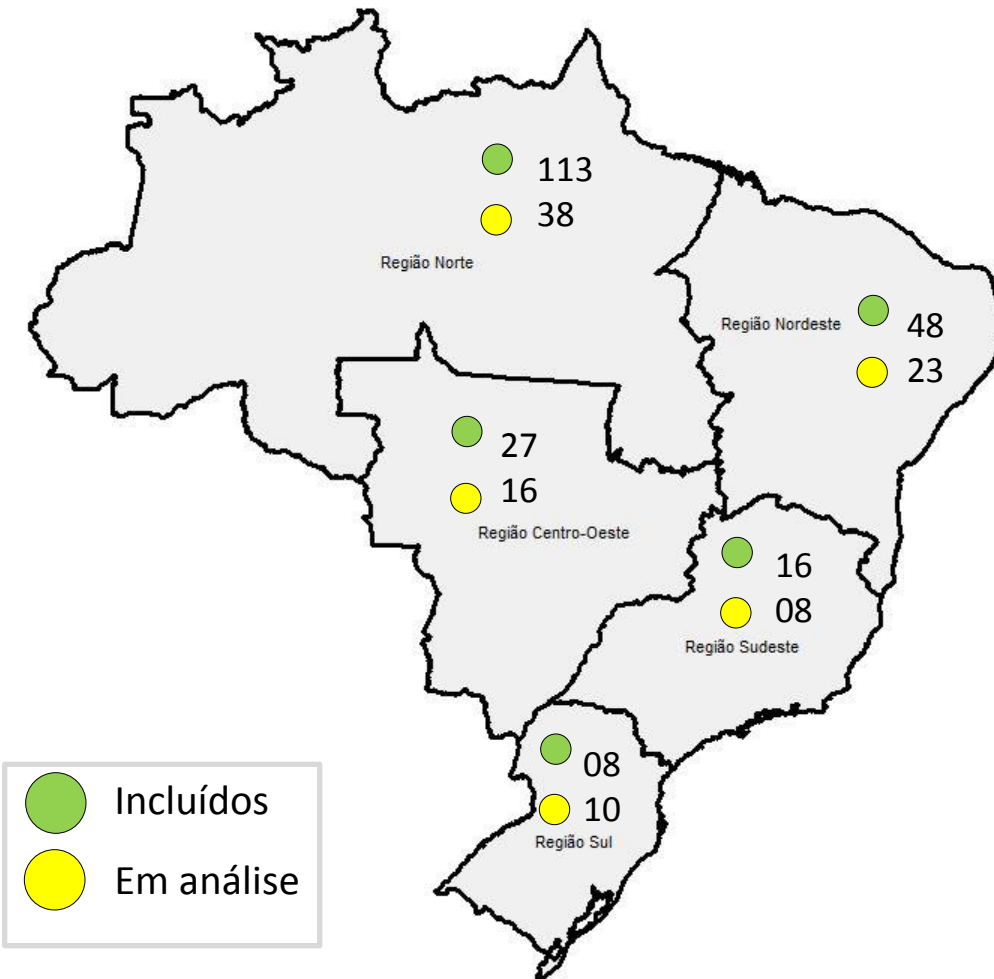 113
38
Região Norte
Região Nordeste
48
23
27
16
Região Centro-Oeste
16
08
Região Sudeste
08
10
Região Sul
Incluídos
Em análise